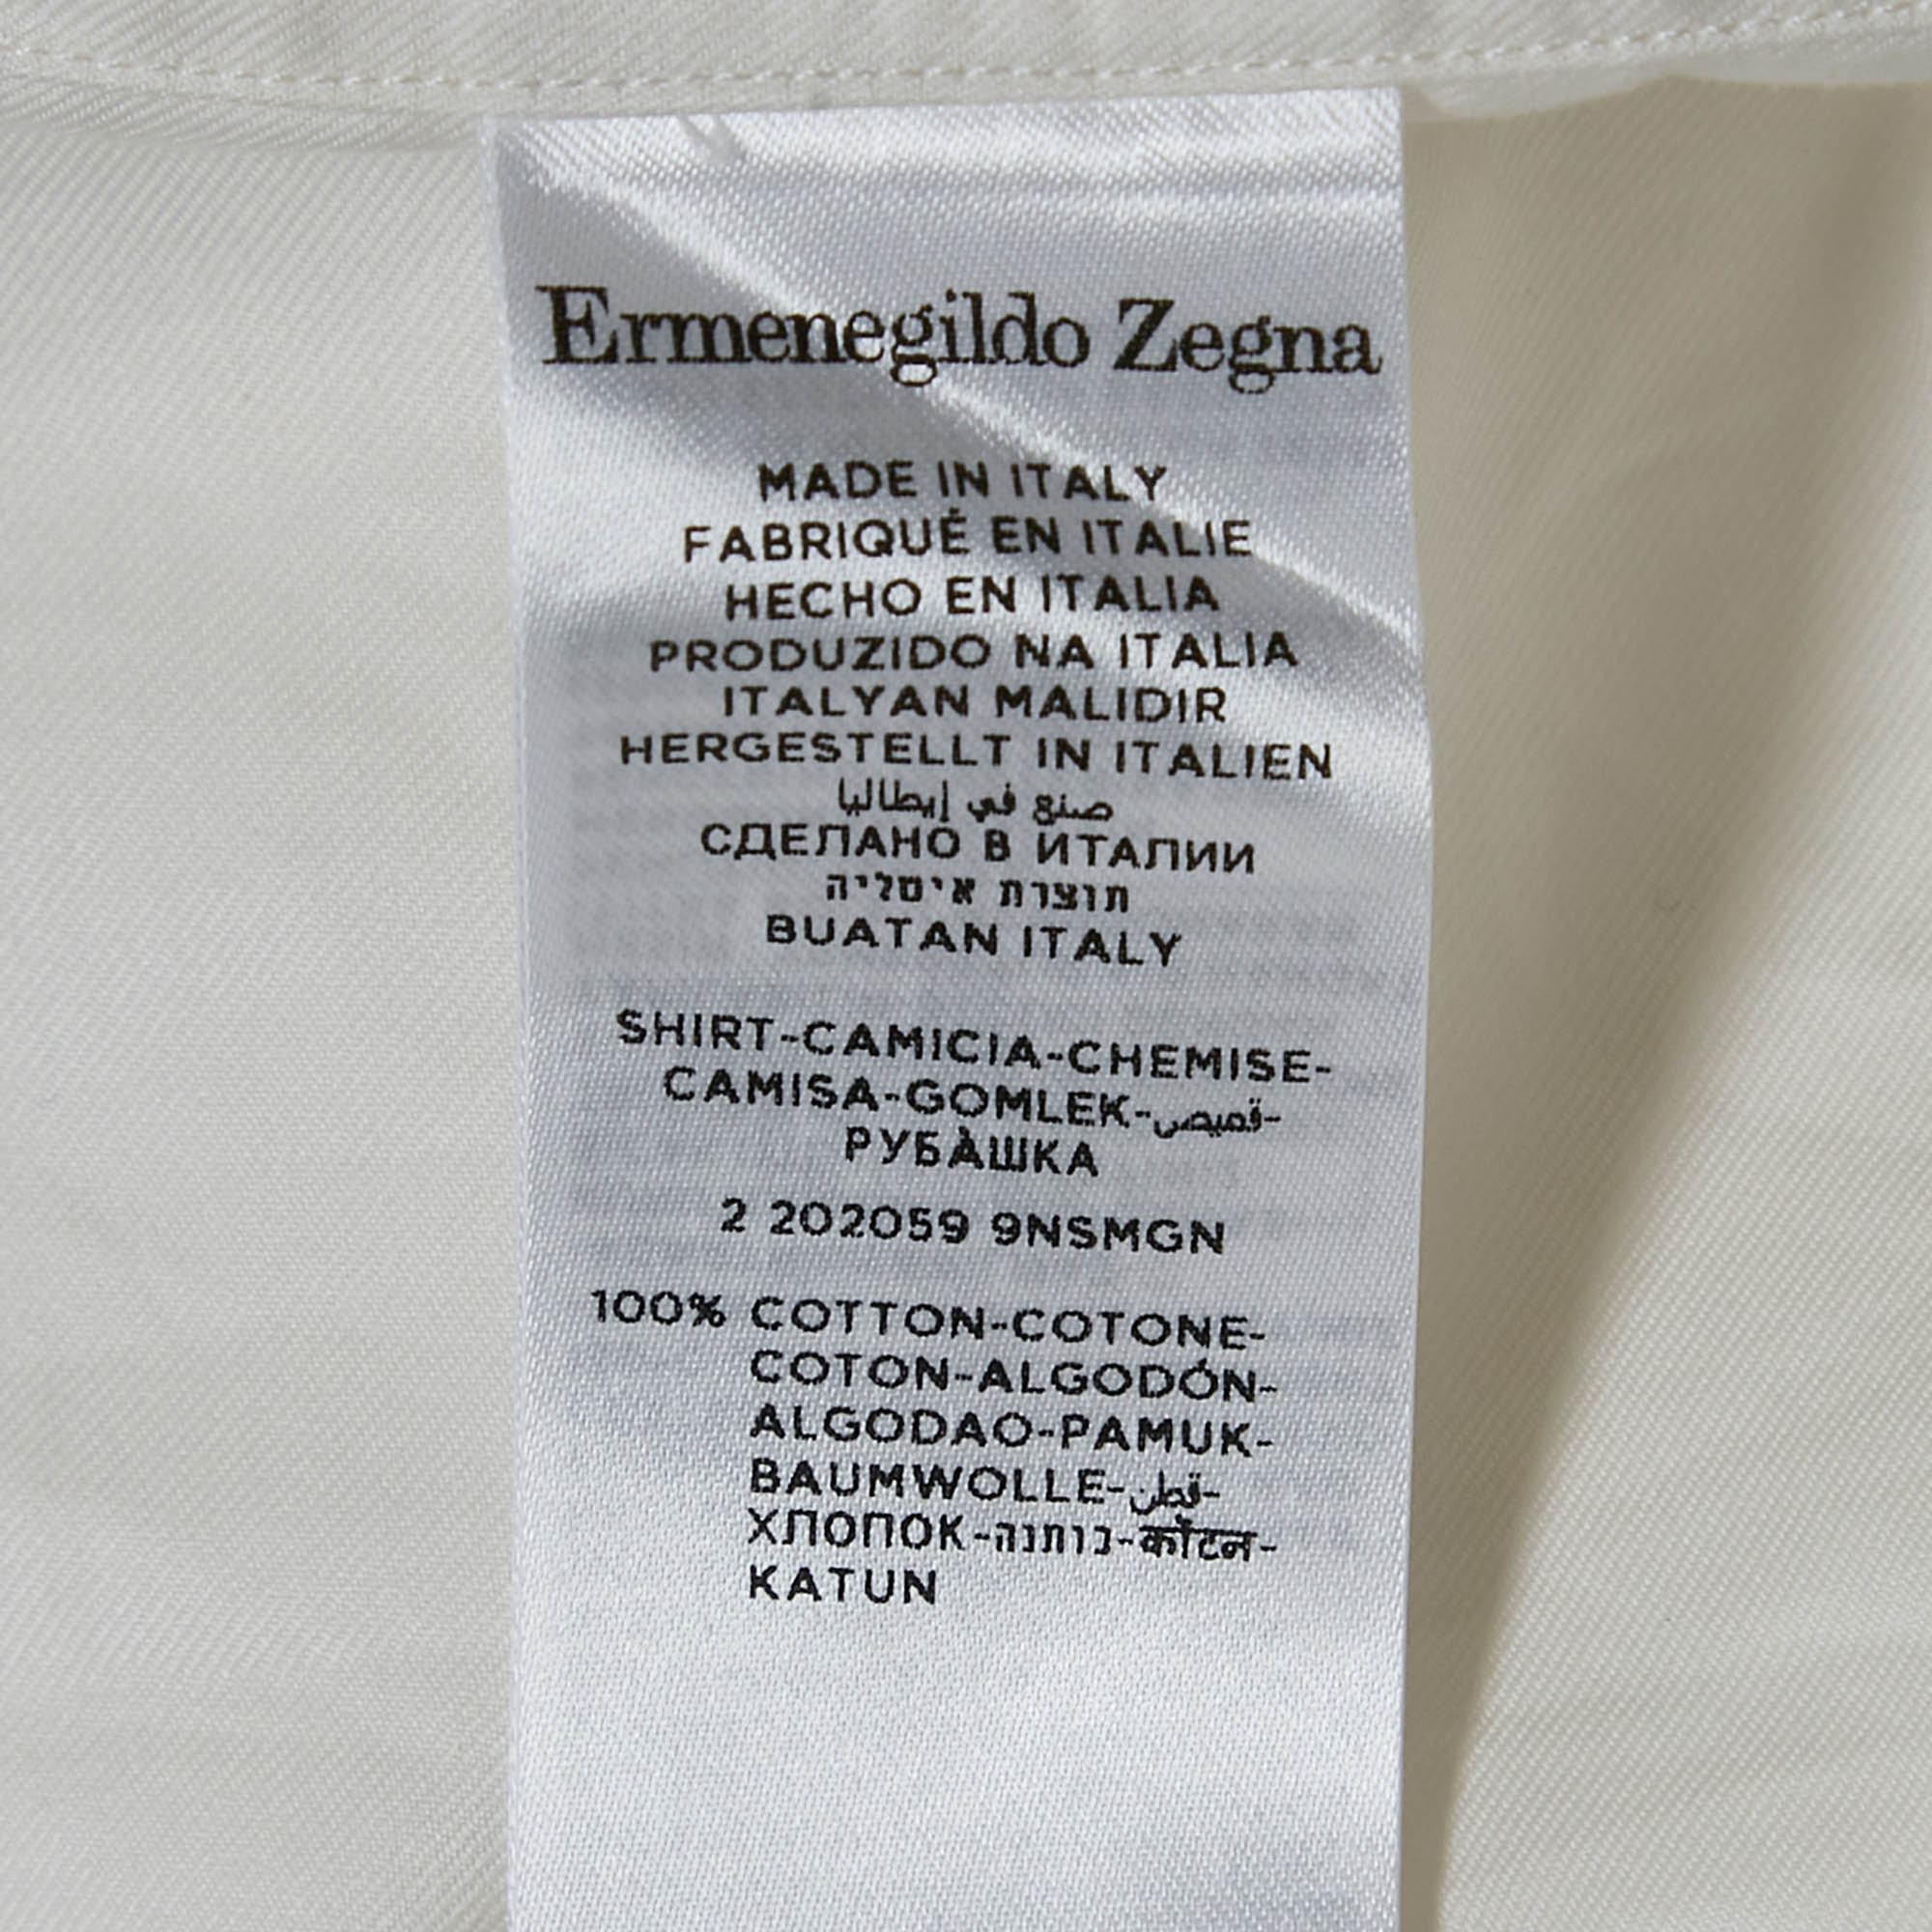 Ermenegildo Zegna
MADE IN ITALY
FABRIQUÉ EN ITALIE
HECHO EN ITALIA
PRODUZIDO NA ITALIA
ITALYAN MALIDIR
HERGESTELLT IN ITALIEN
صنع في إيطاليا
СДЕЛАНО В ИТАЛИИ
תוצרת איטליה
BUATAN ITALY
SHIRT-CAMICIA-CHEMISE-
CAMISA-GOMLEK-قميص-
РУБА̀ШКА
2 202059 9NSMGN
100% COTTON-COTONE-
COTON-ALGODÓN-
ALGODAO-PAMUK-
BAUMWOLLE-قطن-
ХЛОПОК-כותנה-कॉटन-
KATUN